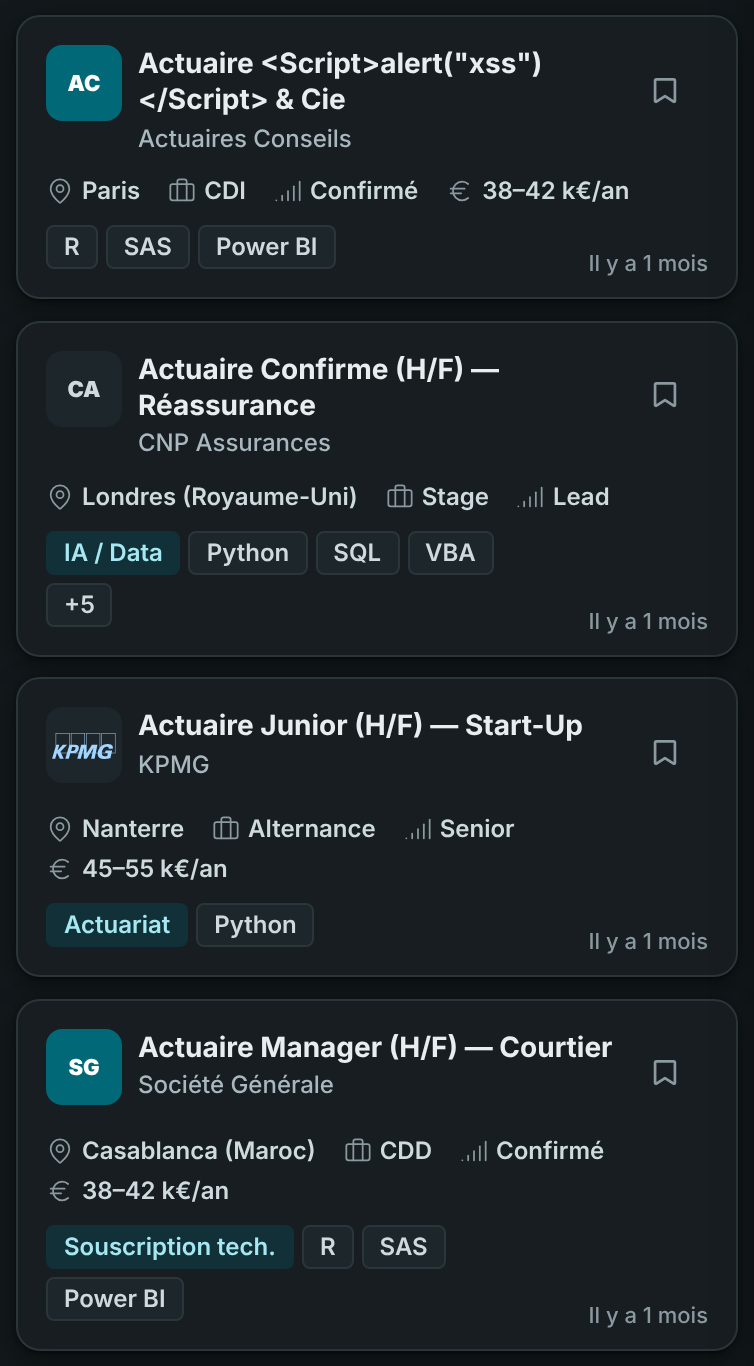 AC
Actuaire <Script>alert("xss")
</Script> & Cie
Actuaires Conseils
Paris CDI Confirmé € 38–42 k€/an
R SAS Power BI
Il y a 1 mois
CA
Actuaire Confirme (H/F) —
Réassurance
CNP Assurances
Londres (Royaume-Uni) Stage Lead
IA / Data Python SQL VBA
+5
Il y a 1 mois
KPMG
Actuaire Junior (H/F) — Start-Up
KPMG
Nanterre Alternance Senior
€ 45–55 k€/an
Actuariat Python
Il y a 1 mois
SG
Actuaire Manager (H/F) — Courtier
Société Générale
Casablanca (Maroc) CDD Confirmé
€ 38–42 k€/an
Souscription tech. R SAS
Power BI
Il y a 1 mois